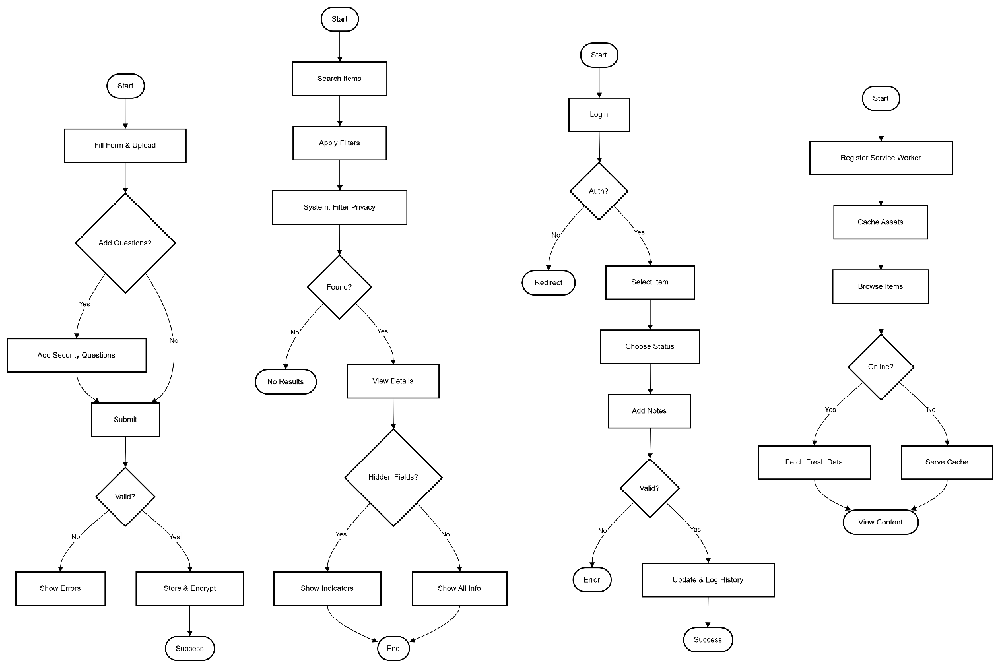 Start
Fill Form & Upload
Add Questions?
Yes
No
Add Security Questions
Submit
Valid?
No
Yes
Show Errors
Store & Encrypt
Success
Start
Search Items
Apply Filters
System: Filter Privacy
Found?
No
Yes
No Results
View Details
Hidden Fields?
Yes
No
Show Indicators
Show All Info
End
Start
Login
Auth?
No
Yes
Redirect
Select Item
Choose Status
Add Notes
Valid?
No
Yes
Error
Update & Log History
Success
Start
Register Service Worker
Cache Assets
Browse Items
Online?
Yes
No
Fetch Fresh Data
Serve Cache
View Content